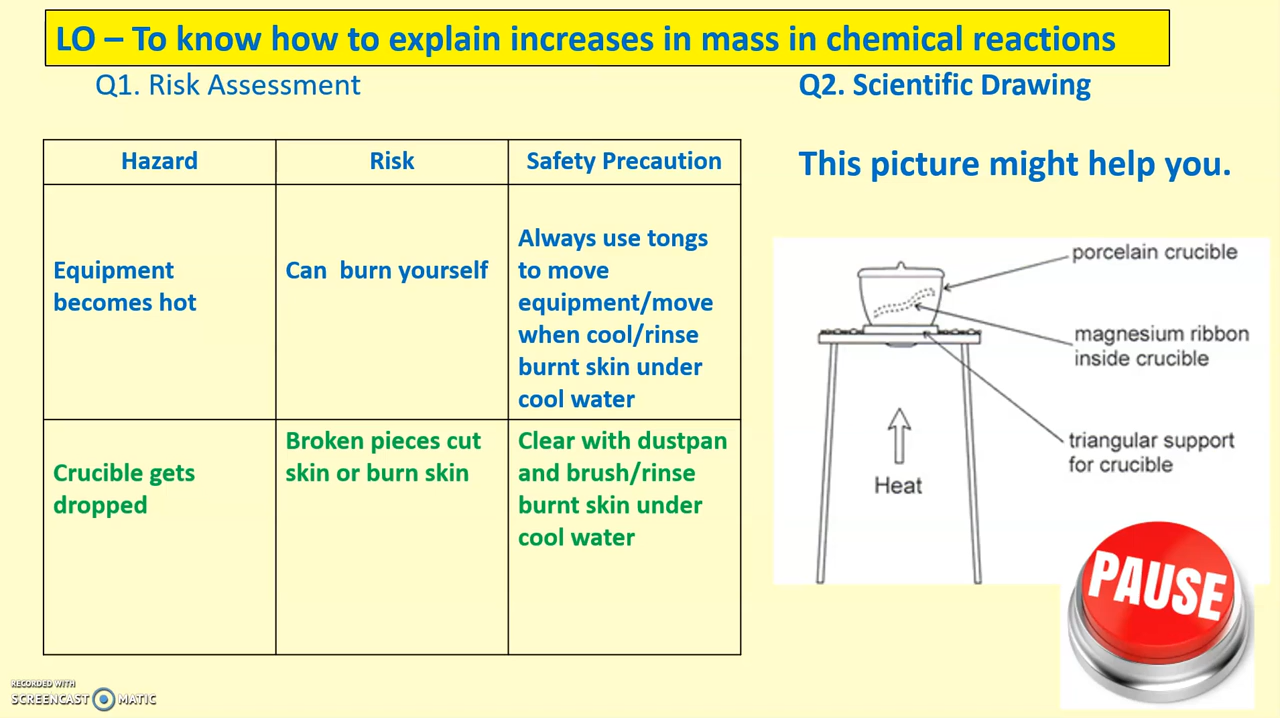 LO – To know how to explain increases in mass in chemical reactions
Q1. Risk Assessment
Q2. Scientific Drawing
Hazard
Risk
Safety Precaution
Equipment
becomes hot
Can burn yourself
Always use tongs
to move
equipment/move
when cool/rinse
burnt skin under
cool water
Crucible gets
dropped
Broken pieces cut
skin or burn skin
Clear with dustpan
and brush/rinse
burnt skin under
cool water
This picture might help you.
porcelain crucible
magnesium ribbon
inside crucible
triangular support
for crucible
Heat
PAUSE
RECORDED WITH
SCREENCAST MATIC